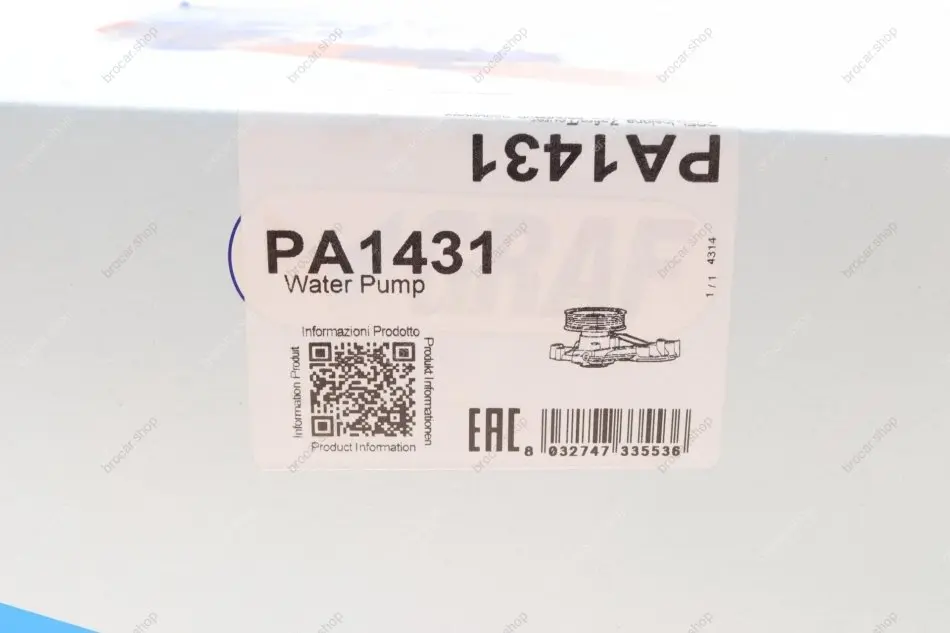 PA1431
PA1431
Water Pump
1/1 4314
Informazioni Prodotto
Information Produit
Produkt Informationen
Product Information
EAC
8 032747 335536
GRAF
brocar.shop